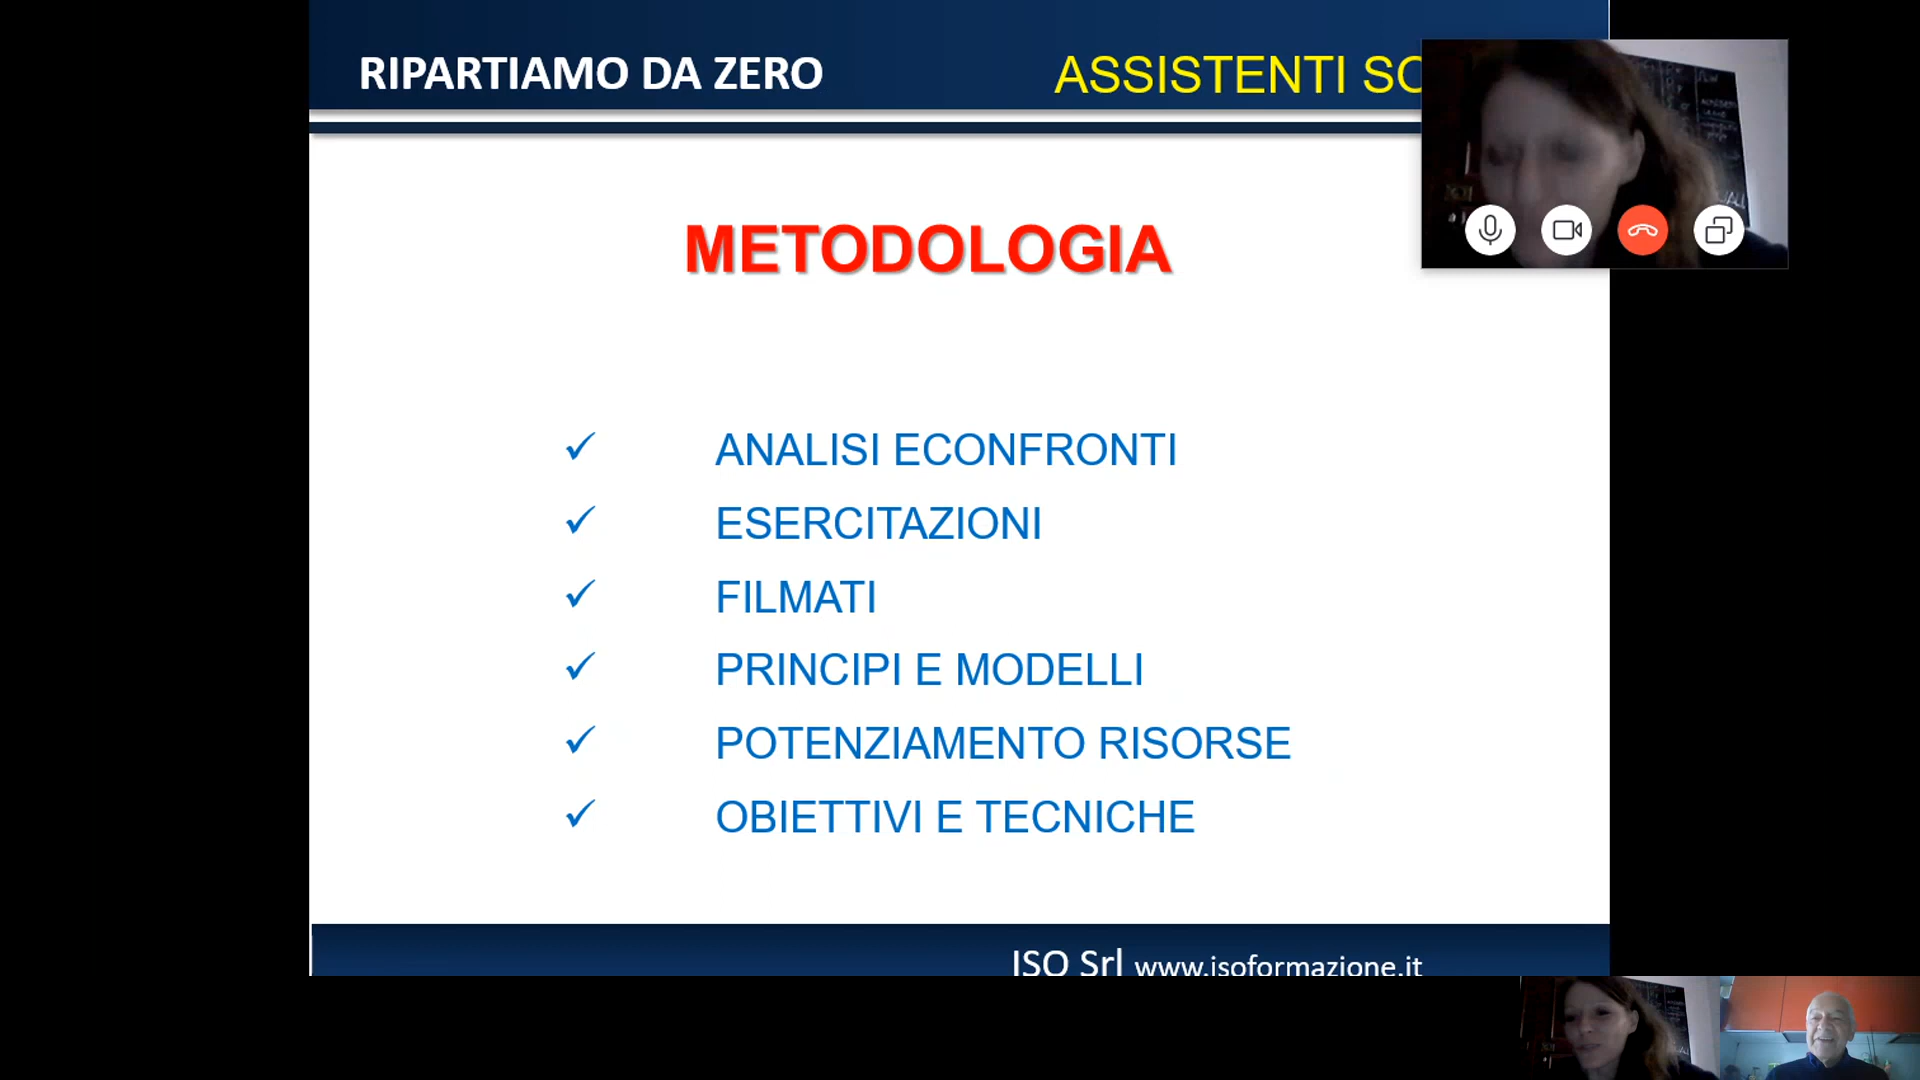 RIPARTIAMO DA ZERO
ASSISTENTI
METODOLOGIA
✓ ANALISI ECONFRONTI
✓ ESERCITAZIONI
✓ FILMATI
✓ PRINCIPI E MODELLI
✓ POTENZIAMENTO RISORSE
✓ OBIETTIVI E TECNICHE
ISO Srl www.isoformazione.it